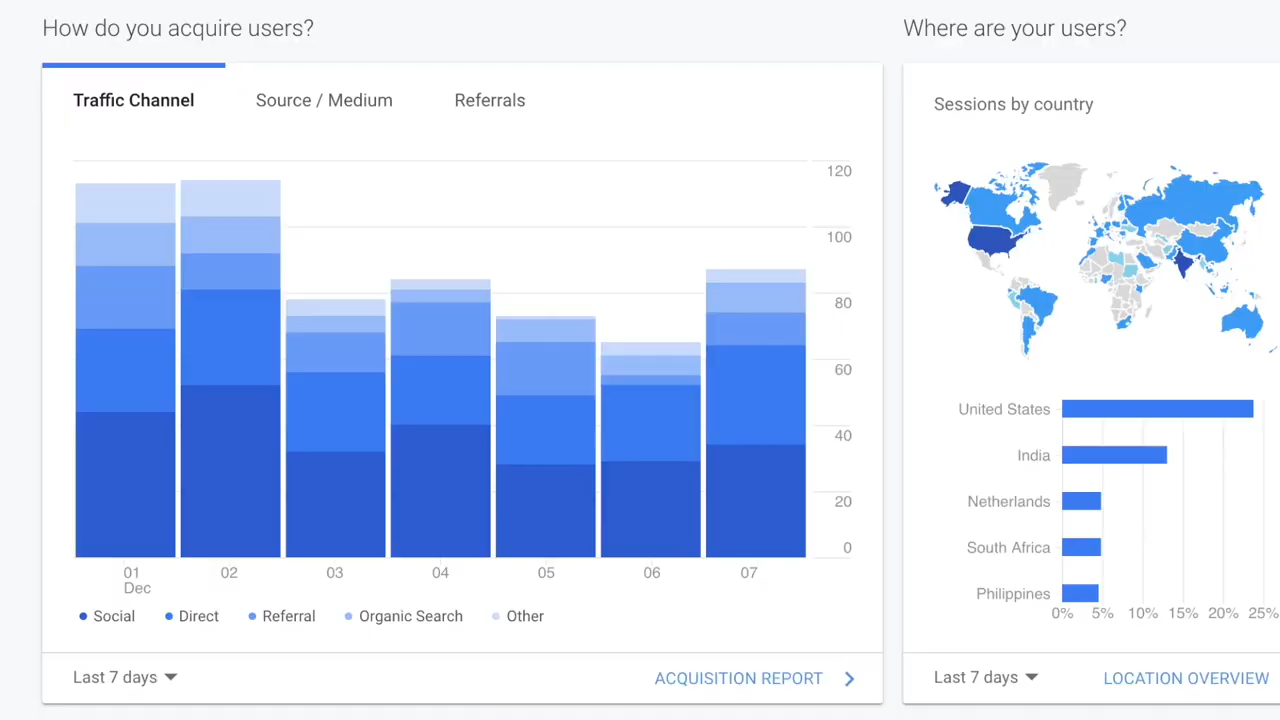 How do you acquire users?
Traffic Channel
Source / Medium
Referrals
120
100
80
60
40
20
0
01
Dec
02
03
04
05
06
07
Social
Direct
Referral
Organic Search
Other
Last 7 days
ACQUISITION REPORT
Where are your users?
Sessions by country
United States
India
Netherlands
South Africa
Philippines
0%
5%
10%
15%
20%
25%
Last 7 days
LOCATION OVERVIEW